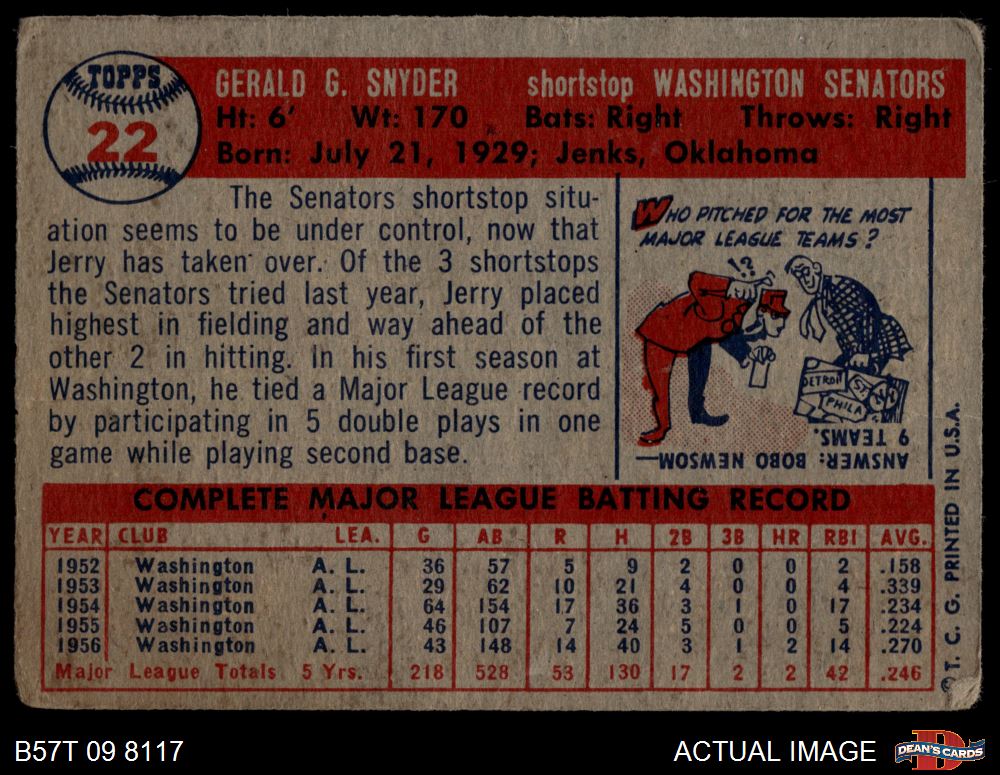 TOPPS
22
GERALD G. SNYDER shortstop WASHINGTON SENATORS
Ht: 6' Wt: 170 Bats: Right Throws: Right
Born: July 21, 1929; Jenks, Oklahoma
The Senators shortstop situ-
ation seems to be under control, now that
Jerry has taken over. Of the 3 shortstops
the Senators tried last year, Jerry placed
highest in fielding and way ahead of the
other 2 in hitting. In his first season at
Washington, he tied a Major League record
by participating in 5 double plays in one
game while playing second base.
WHO PITCHED FOR THE MOST
MAJOR LEAGUE TEAMS?
!?
DETROIT
PHILA
ANSWER: BOBO NEWSOM—
9 TEAMS.
COMPLETE MAJOR LEAGUE BATTING RECORD
YEAR CLUB LEA. G AB R H 2B 3B HR RBI AVG.
1952 Washington A. L. 36 57 5 9 2 0 0 2 .158
1953 Washington A. L. 29 62 10 21 4 0 0 4 .339
1954 Washington A. L. 64 154 17 36 3 1 0 17 .234
1955 Washington A. L. 46 107 7 24 5 0 0 5 .224
1956 Washington A. L. 43 148 14 40 3 1 2 14 .270
Major League Totals 5 Yrs. 218 528 53 130 17 2 2 42 .246
© T. C. G. PRINTED IN U.S.A.
B57T 09 8117
ACTUAL IMAGE
D
DEAN'S CARDS